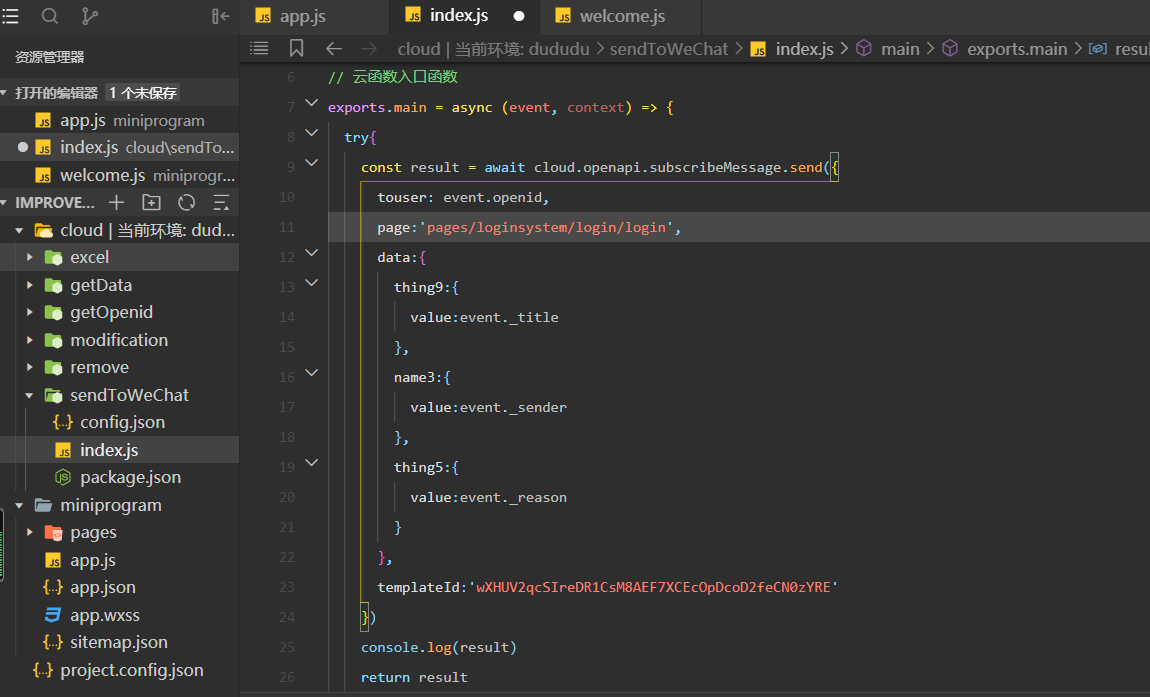 app.js
index.js
welcome.js
资源管理器
cloud | 当前环境: dududu > sendToWeChat > index.js > main > exports.main > resu
打开的编辑器 1 个未保存
app.js miniprogram
index.js cloud\sendTo...
welcome.js miniprogr...
IMPROVE...
cloud | 当前环境: dud...
excel
getData
getOpenid
modification
remove
sendToWeChat
config.json
index.js
package.json
miniprogram
pages
app.js
app.json
app.wxss
sitemap.json
project.config.json
6 // 云函数入口函数
7 exports.main = async (event, context) => {
8 try{
9 const result = await cloud.openapi.subscribeMessage.send({
10 touser: event.openid,
11 page:'pages/loginsystem/login/login',
12 data:{
13 thing9:{
14 value:event._title
15 },
16 name3:{
17 value:event._sender
18 },
19 thing5:{
20 value:event._reason
21 }
22 },
23 templateId:'wXHUV2qcSIreDR1CsM8AEF7XCEcOpDcoD2feCN0zYRE'
24 })
25 console.log(result)
26 return result